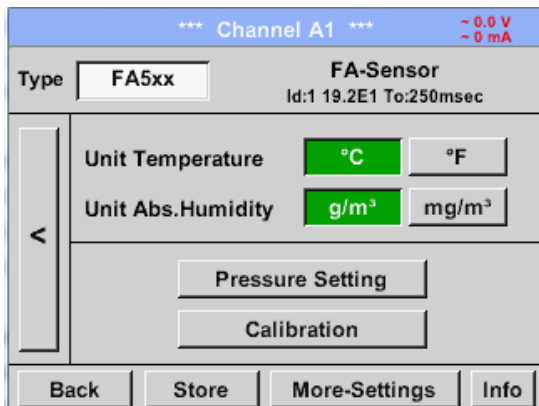 *** Channel A1 ***
~ 0.0 V
~ 0 mA
Type FA5xx
FA-Sensor
Id:1 19.2E1 To:250msec
Unit Temperature °C °F
Unit Abs.Humidity g/m³ mg/m³
<
Pressure Setting
Calibration
Back Store More-Settings Info